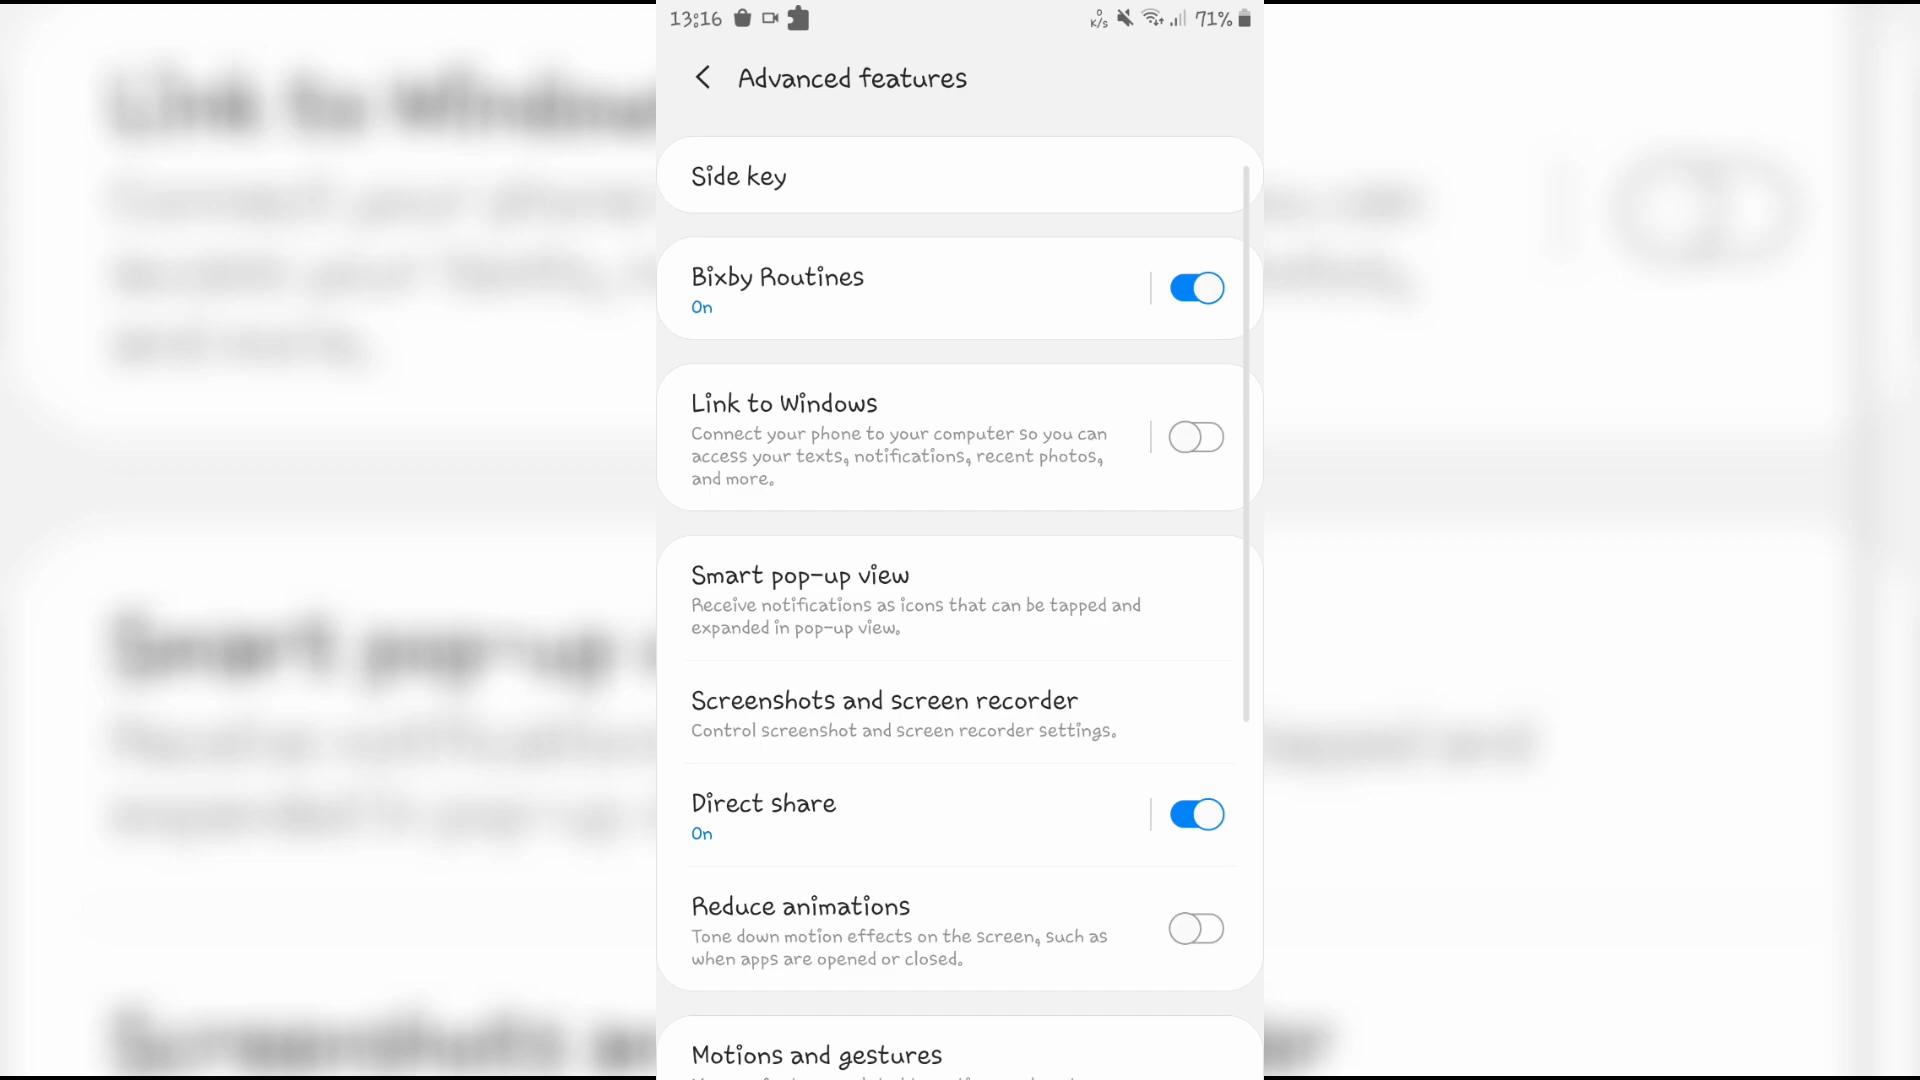 13:16
0 K/s 71%
Advanced features
Side key
Bixby Routines
On
Link to Windows
Connect your phone to your computer so you can
access your texts, notifications, recent photos,
and more.
Smart pop-up view
Receive notifications as icons that can be tapped and
expanded in pop-up view.
Screenshots and screen recorder
Control screenshot and screen recorder settings.
Direct share
On
Reduce animations
Tone down motion effects on the screen, such as
when apps are opened or closed.
Motions and gestures